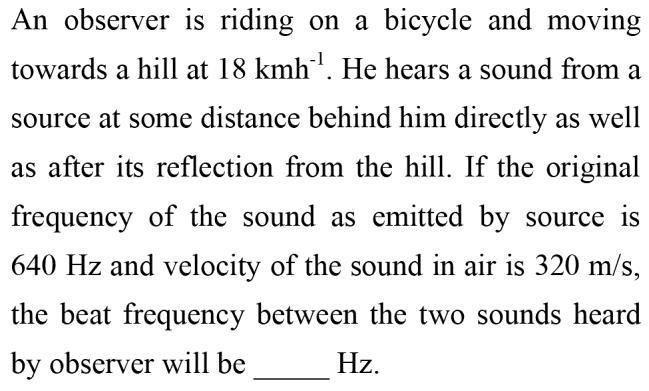 An observer is riding on a bicycle and moving
towards a hill at 18 kmh⁻¹. He hears a sound from a
source at some distance behind him directly as well
as after its reflection from the hill. If the original
frequency of the sound as emitted by source is
640 Hz and velocity of the sound in air is 320 m/s,
the beat frequency between the two sounds heard
by observer will be _____ Hz.